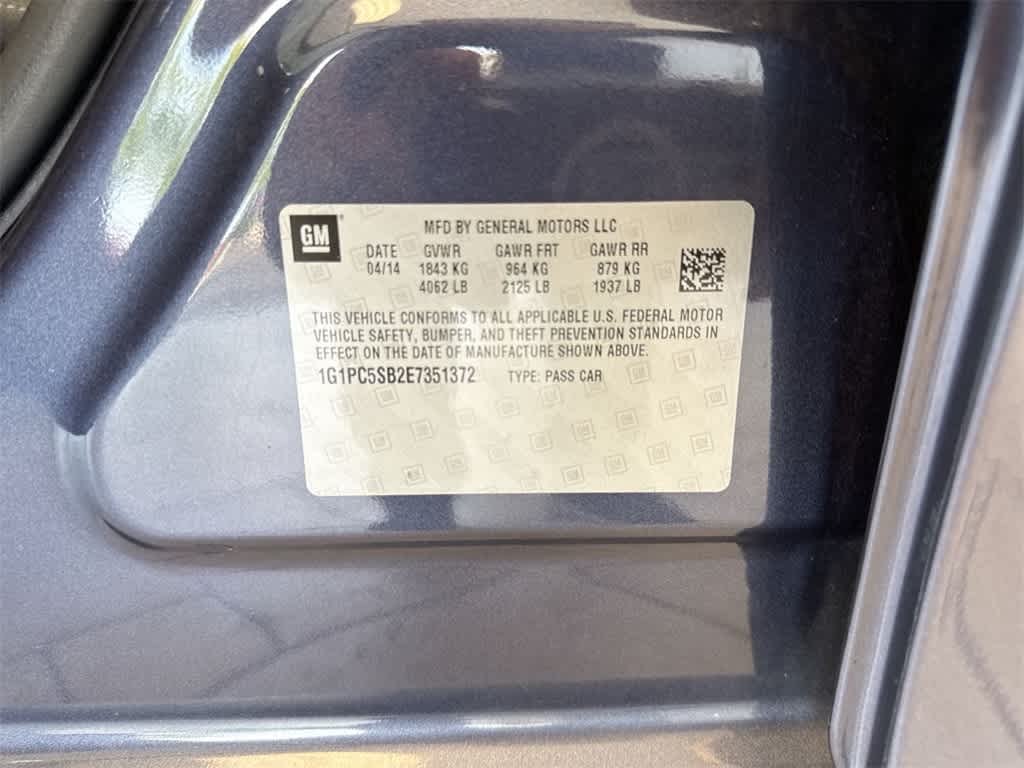 GM
MFD BY GENERAL MOTORS LLC
DATE GVWR GAWR FRT GAWR RR
04/14 1843 KG 964 KG 879 KG
4062 LB 2125 LB 1937 LB
THIS VEHICLE CONFORMS TO ALL APPLICABLE U.S. FEDERAL MOTOR
VEHICLE SAFETY, BUMPER, AND THEFT PREVENTION STANDARDS IN
EFFECT ON THE DATE OF MANUFACTURE SHOWN ABOVE.
1G1PC5SB2E7351372 TYPE: PASS CAR